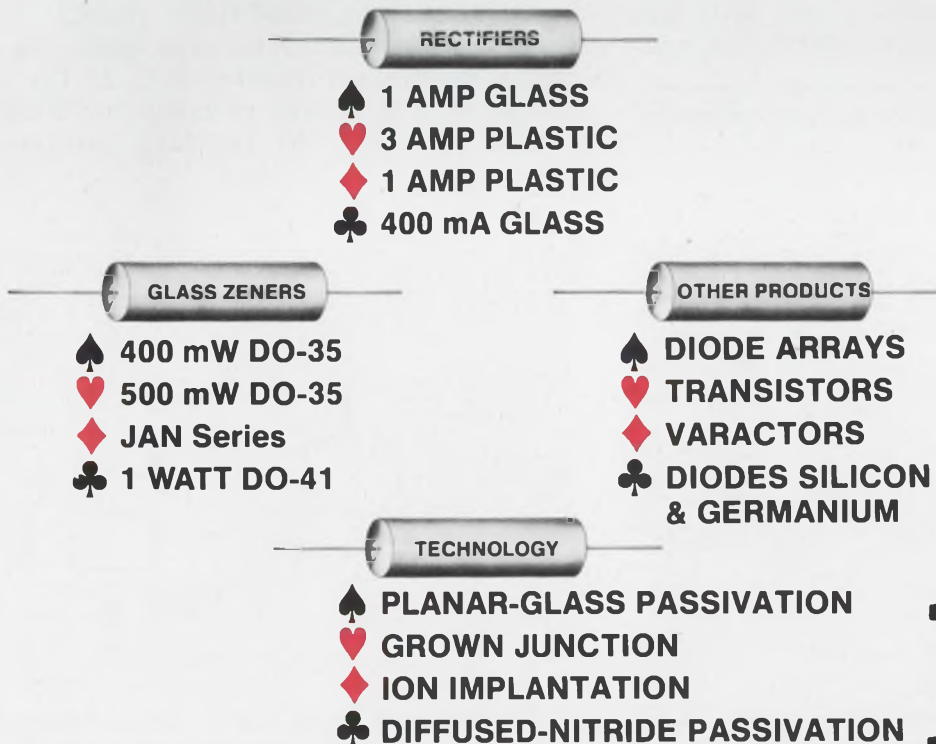 RECTIFIERS
♠ 1 AMP GLASS
♥ 3 AMP PLASTIC
♦ 1 AMP PLASTIC
♣ 400 mA GLASS
GLASS ZENERS
♠ 400 mW DO-35
♥ 500 mW DO-35
♦ JAN Series
♣ 1 WATT DO-41
OTHER PRODUCTS
♠ DIODE ARRAYS
♥ TRANSISTORS
♦ VARACTORS
♣ DIODES SILICON
& GERMANIUM
TECHNOLOGY
♠ PLANAR-GLASS PASSIVATION
♥ GROWN JUNCTION
♦ ION IMPLANTATION
♣ DIFFUSED-NITRIDE PASSIVATION